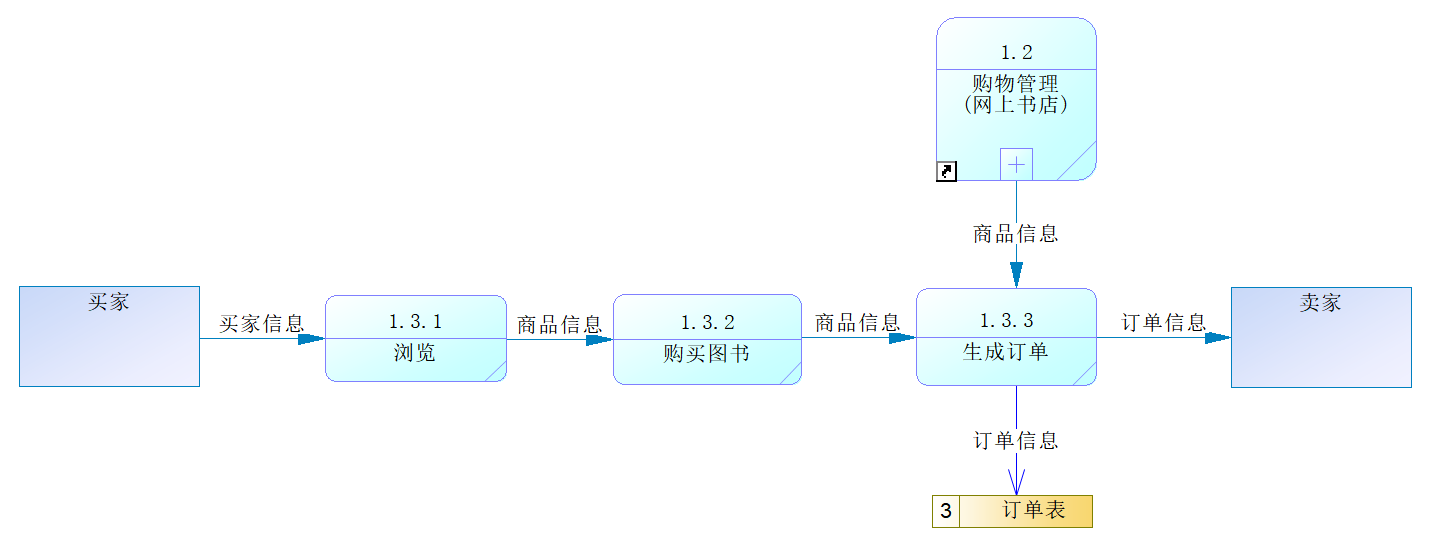 1.2
购物管理
(网上书店)
商品信息
买家
买家信息
1.3.1
浏览
商品信息
1.3.2
购买图书
商品信息
1.3.3
生成订单
订单信息
卖家
订单信息
3
订单表